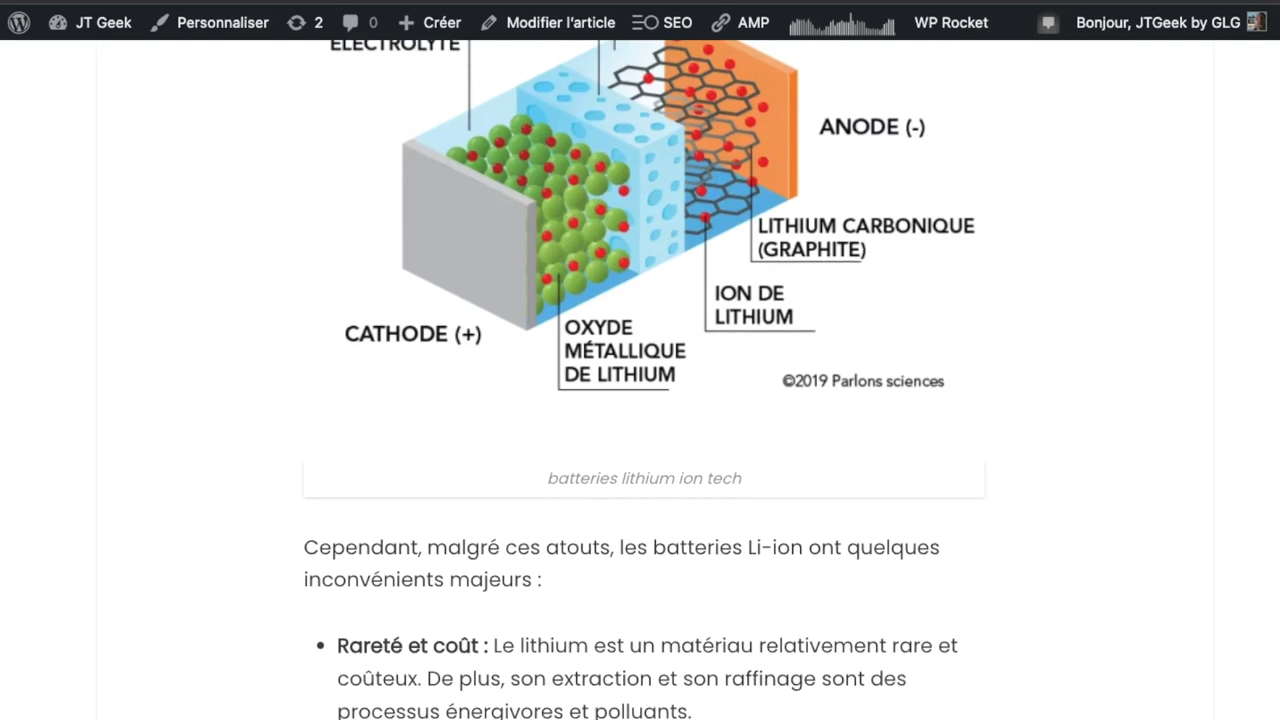 JT Geek Personnaliser 2 0 Créer Modifier l'article SEO AMP WP Rocket Bonjour, JTGeek by GLG
ÉLECTROLYTE
ANODE (-)
LITHIUM CARBONIQUE
(GRAPHITE)
ION DE
LITHIUM
CATHODE (+)
OXYDE
MÉTALLIQUE
DE LITHIUM
©2019 Parlons sciences
batteries lithium ion tech
Cependant, malgré ces atouts, les batteries Li-ion ont quelques
inconvénients majeurs :
• Rareté et coût : Le lithium est un matériau relativement rare et
coûteux. De plus, son extraction et son raffinage sont des
processus énergivores et polluants.